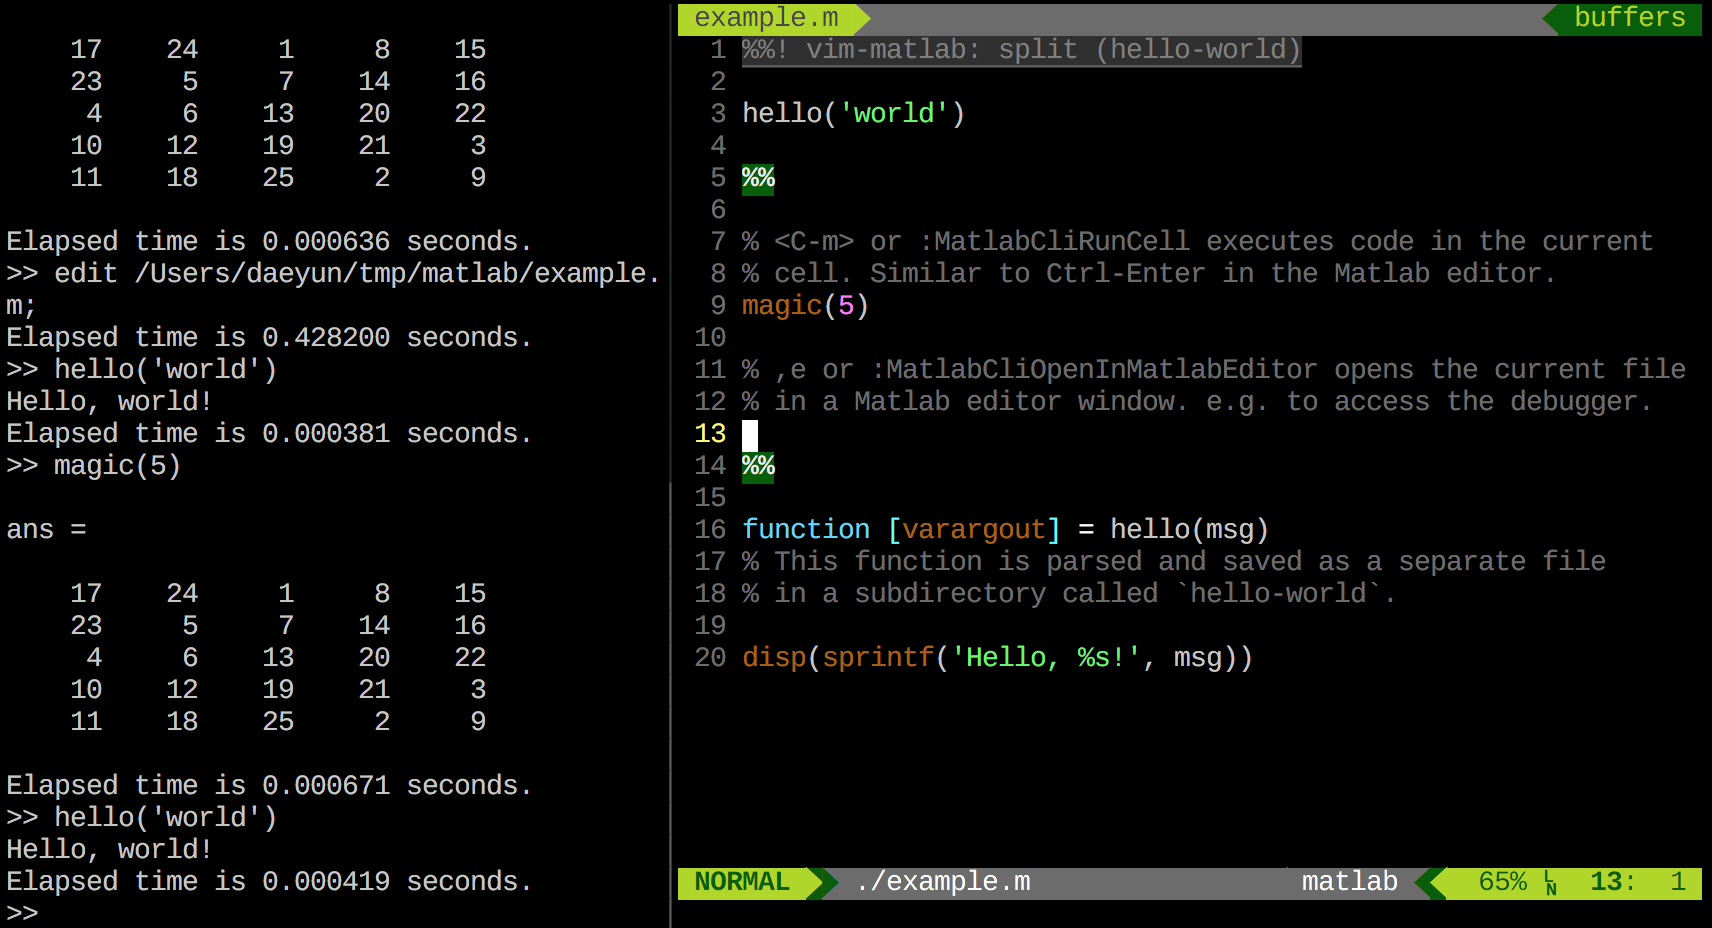 17 24 1 8 15
23 5 7 14 16
4 6 13 20 22
10 12 19 21 3
11 18 25 2 9
Elapsed time is 0.000636 seconds.
>> edit /Users/daeyun/tmp/matlab/example.
m;
Elapsed time is 0.428200 seconds.
>> hello('world')
Hello, world!
Elapsed time is 0.000381 seconds.
>> magic(5)
ans =
17 24 1 8 15
23 5 7 14 16
4 6 13 20 22
10 12 19 21 3
11 18 25 2 9
Elapsed time is 0.000671 seconds.
>> hello('world')
Hello, world!
Elapsed time is 0.000419 seconds.
>>
example.m buffers
1 %%! vim-matlab: split (hello-world)
2
3 hello('world')
4
5 %%
6
7 % <C-m> or :MatlabCliRunCell executes code in the current
8 % cell. Similar to Ctrl-Enter in the Matlab editor.
9 magic(5)
10
11 % ,e or :MatlabCliOpenInMatlabEditor opens the current file
12 % in a Matlab editor window. e.g. to access the debugger.
13
14 %%
15
16 function [varargout] = hello(msg)
17 % This function is parsed and saved as a separate file
18 % in a subdirectory called `hello-world`.
19
20 disp(sprintf('Hello, %s!', msg))
NORMAL ./example.m matlab 65% LN 13: 1